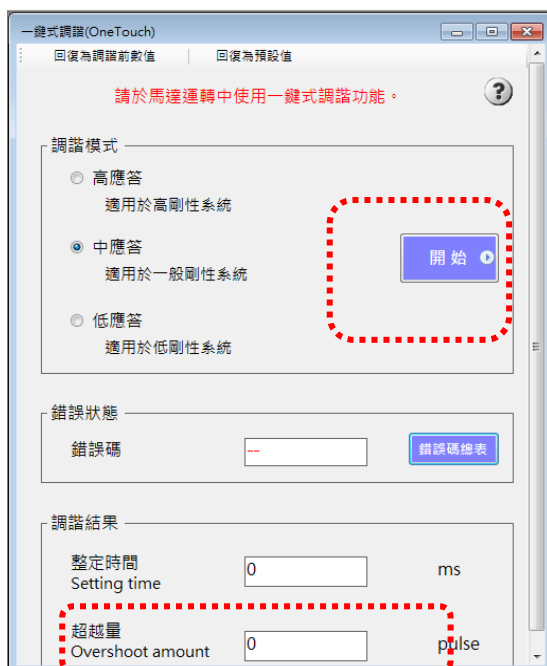 一鍵式調諧(OneTouch)
回復為調諧前數值 回復為預設值
請於馬達運轉中使用一鍵式調諧功能。
調諧模式
高應答
適用於高剛性系統
中應答
適用於一般剛性系統
開始
低應答
適用於低剛性系統
錯誤狀態
錯誤碼 -- 錯誤碼總表
調諧結果
整定時間
Setting time 0 ms
超越量
Overshoot amount 0 pulse